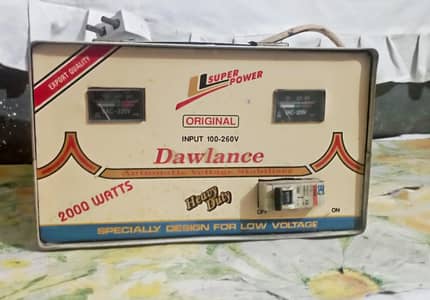 EXPORT QUALITY
SUPER
POWER
ORIGINAL
INPUT 100-260V
Dawlance
Automatic Voltage Stabilizer
2000 WATTS
Heavy
Duty
ON
SPECIALLY DESIGN FOR LOW VOLTAGE